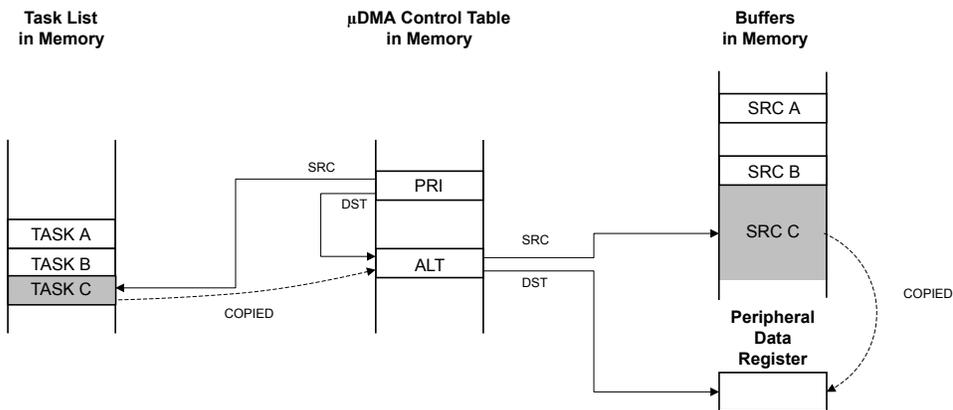 Task List
in Memory
µDMA Control Table
in Memory
Buffers
in Memory
SRC A
SRC B
SRC C
SRC
PRI
DST
TASK A
TASK B
TASK C
ALT
SRC
DST
COPIED
COPIED
Peripheral
Data
Register